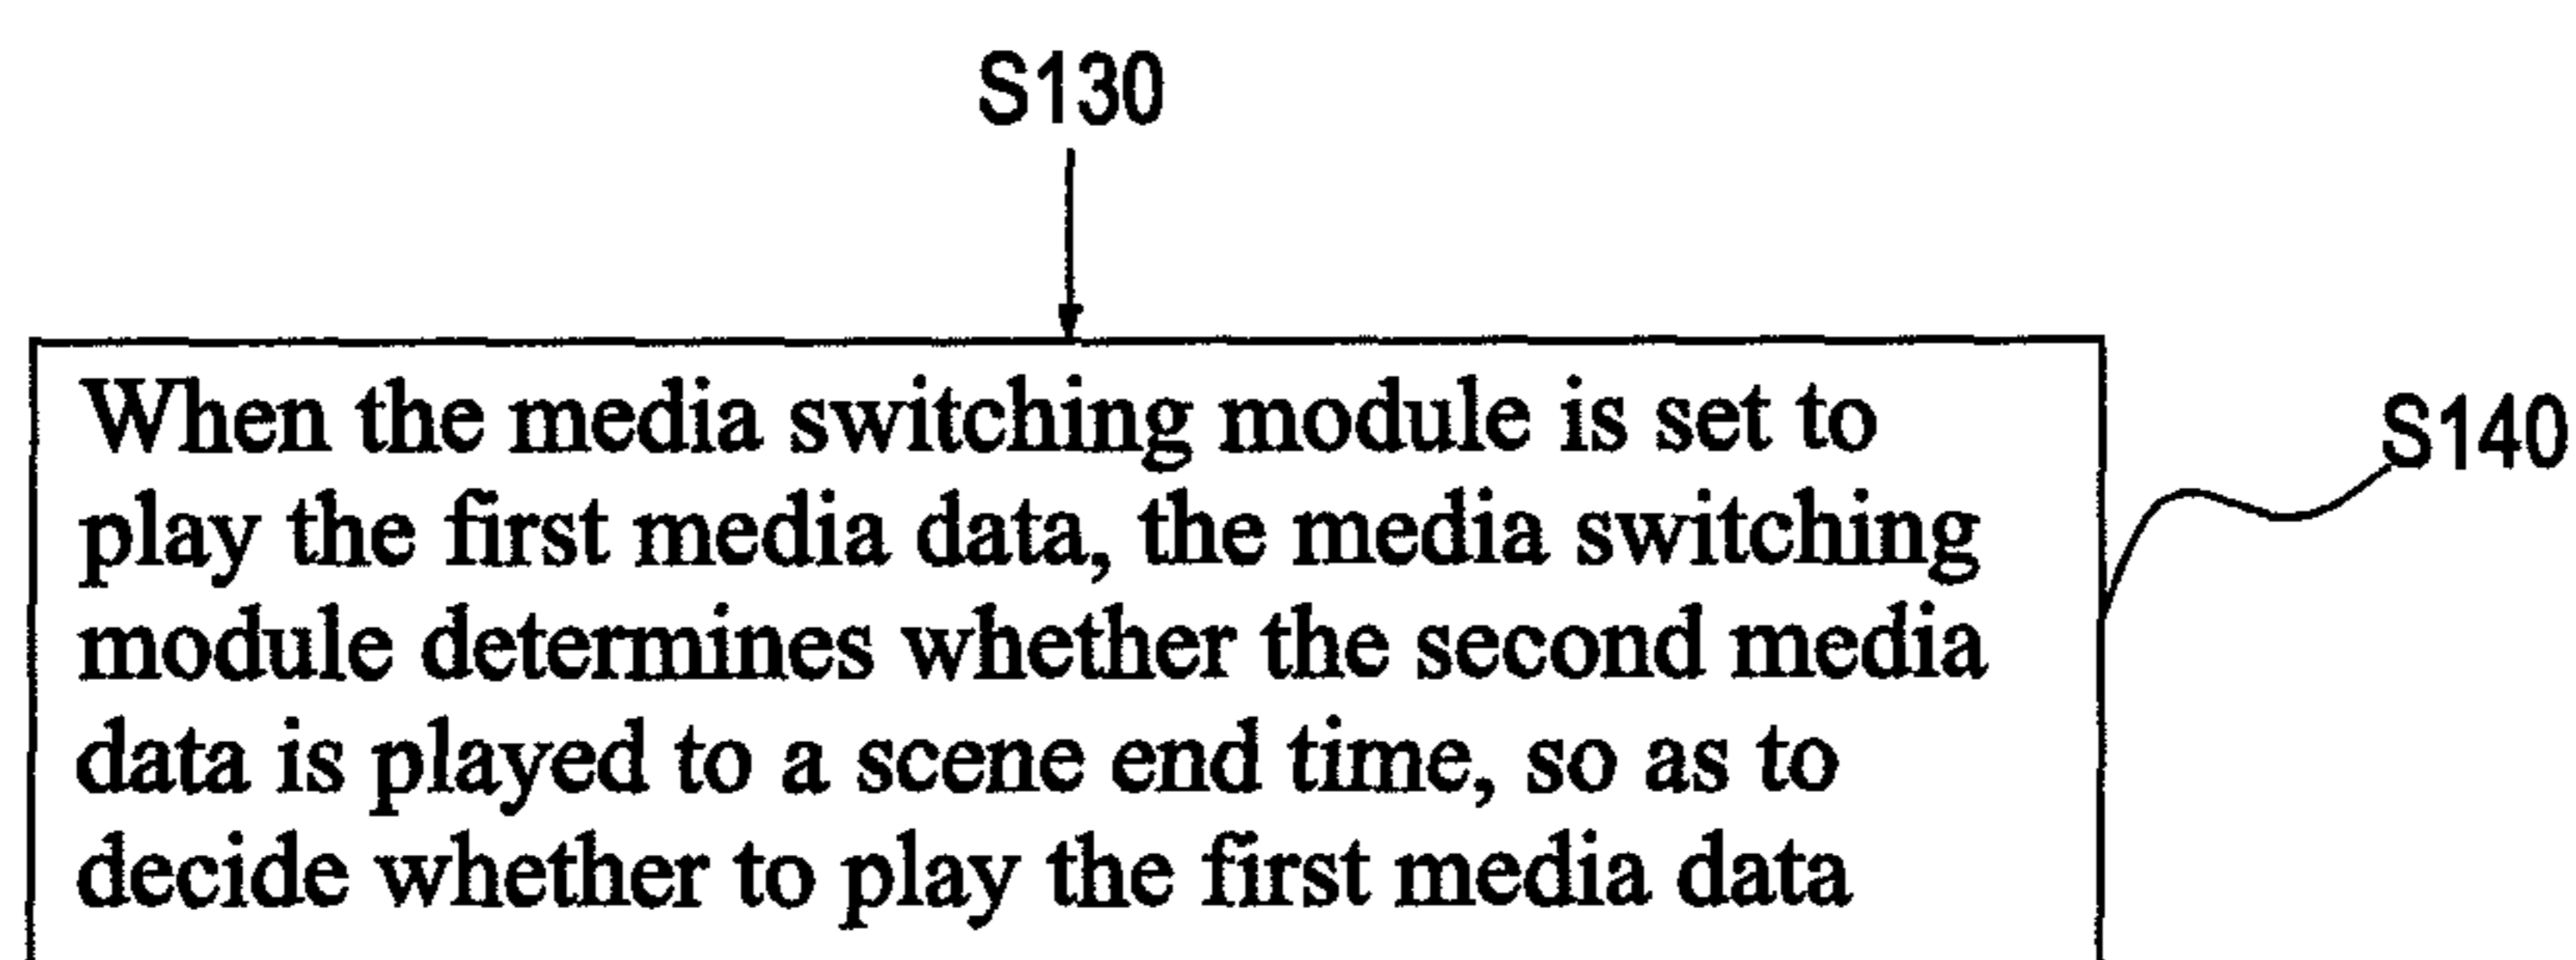 S130
When the media switching module is set to
S140
play the first media data, the media switching
module determines whether the second media
data is played to a scene end time, so as to
decide whether to play the first media data